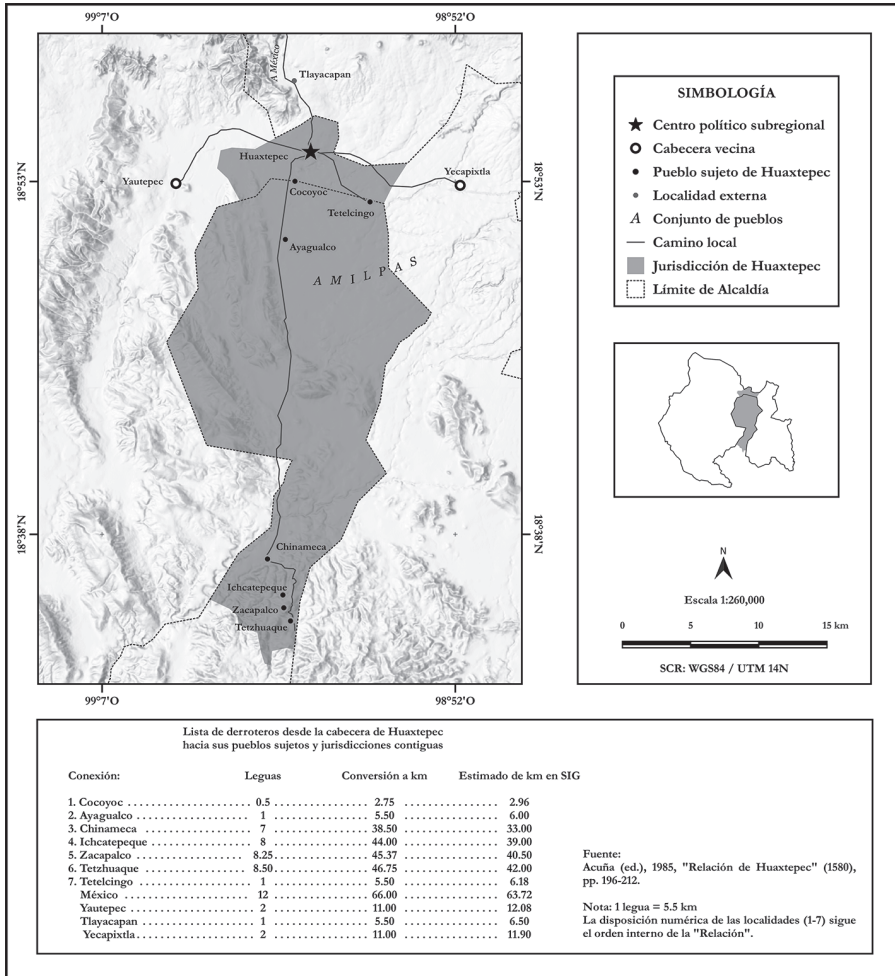 99°7'O
98°52'O
A México
Tlayacapan
Huaxtepec
Yautepec
Yecapixtla
Cocoyoc
Tetelcingo
Ayagualco
AMILPAS
Chinameca
Ichcatepeque
Zacapalco
Tetzhuaque
18°53'N
18°53'N
18°38'N
18°38'N
99°7'O
98°52'O
SIMBOLOGÍA
Centro político subregional
Cabecera vecina
Pueblo sujeto de Huaxtepec
Localidad externa
A Conjunto de pueblos
Camino local
Jurisdicción de Huaxtepec
Límite de Alcaldía
N
Escala 1:260,000
0 5 10 15 km
SCR: WGS84 / UTM 14N
Lista de derroteros desde la cabecera de Huaxtepec
hacia sus pueblos sujetos y jurisdicciones contiguas
Conexión: Leguas Conversión a km Estimado de km en SIG
1. Cocoyoc .................. 0.5 .................. 2.75 .................. 2.96
2. Ayagualco .................. 1 .................. 5.50 .................. 6.00
3. Chinameca .................. 7 .................. 38.50 .................. 33.00
4. Ichcatepeque .................. 8 .................. 44.00 .................. 39.00
5. Zacapalco .................. 8.25 .................. 45.37 .................. 40.50
6. Tetzhuaque .................. 8.50 .................. 46.75 .................. 42.00
7. Tetelcingo .................. 1 .................. 5.50 .................. 6.18
México .................. 12 .................. 66.00 .................. 63.72
Yautepec .................. 2 .................. 11.00 .................. 12.08
Tlayacapan .................. 1 .................. 5.50 .................. 6.50
Yecapixtla .................. 2 .................. 11.00 .................. 11.90
Fuente:
Acuña (ed.), 1985, "Relación de Huaxtepec" (1580),
pp. 196-212.
Nota: 1 legua = 5.5 km
La disposición numérica de las localidades (1-7) sigue
el orden interno de la "Relación".